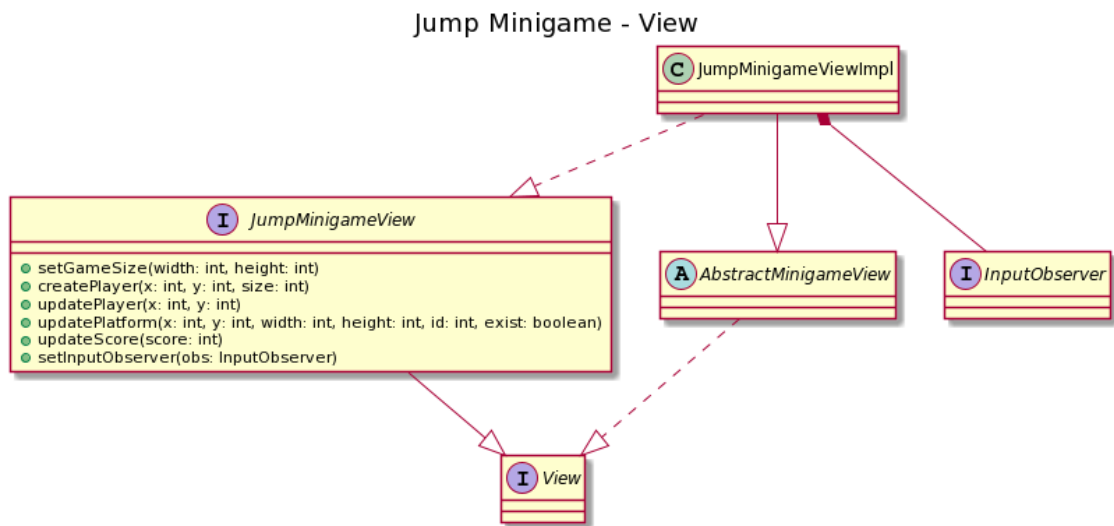 Jump Minigame - View
C JumpMinigameViewImpl
I JumpMinigameView
setGameSize(width: int, height: int)
createPlayer(x: int, y: int, size: int)
updatePlayer(x: int, y: int)
updatePlatform(x: int, y: int, width: int, height: int, id: int, exist: boolean)
updateScore(score: int)
setInputObserver(obs: InputObserver)
A AbstractMinigameView
I InputObserver
I View